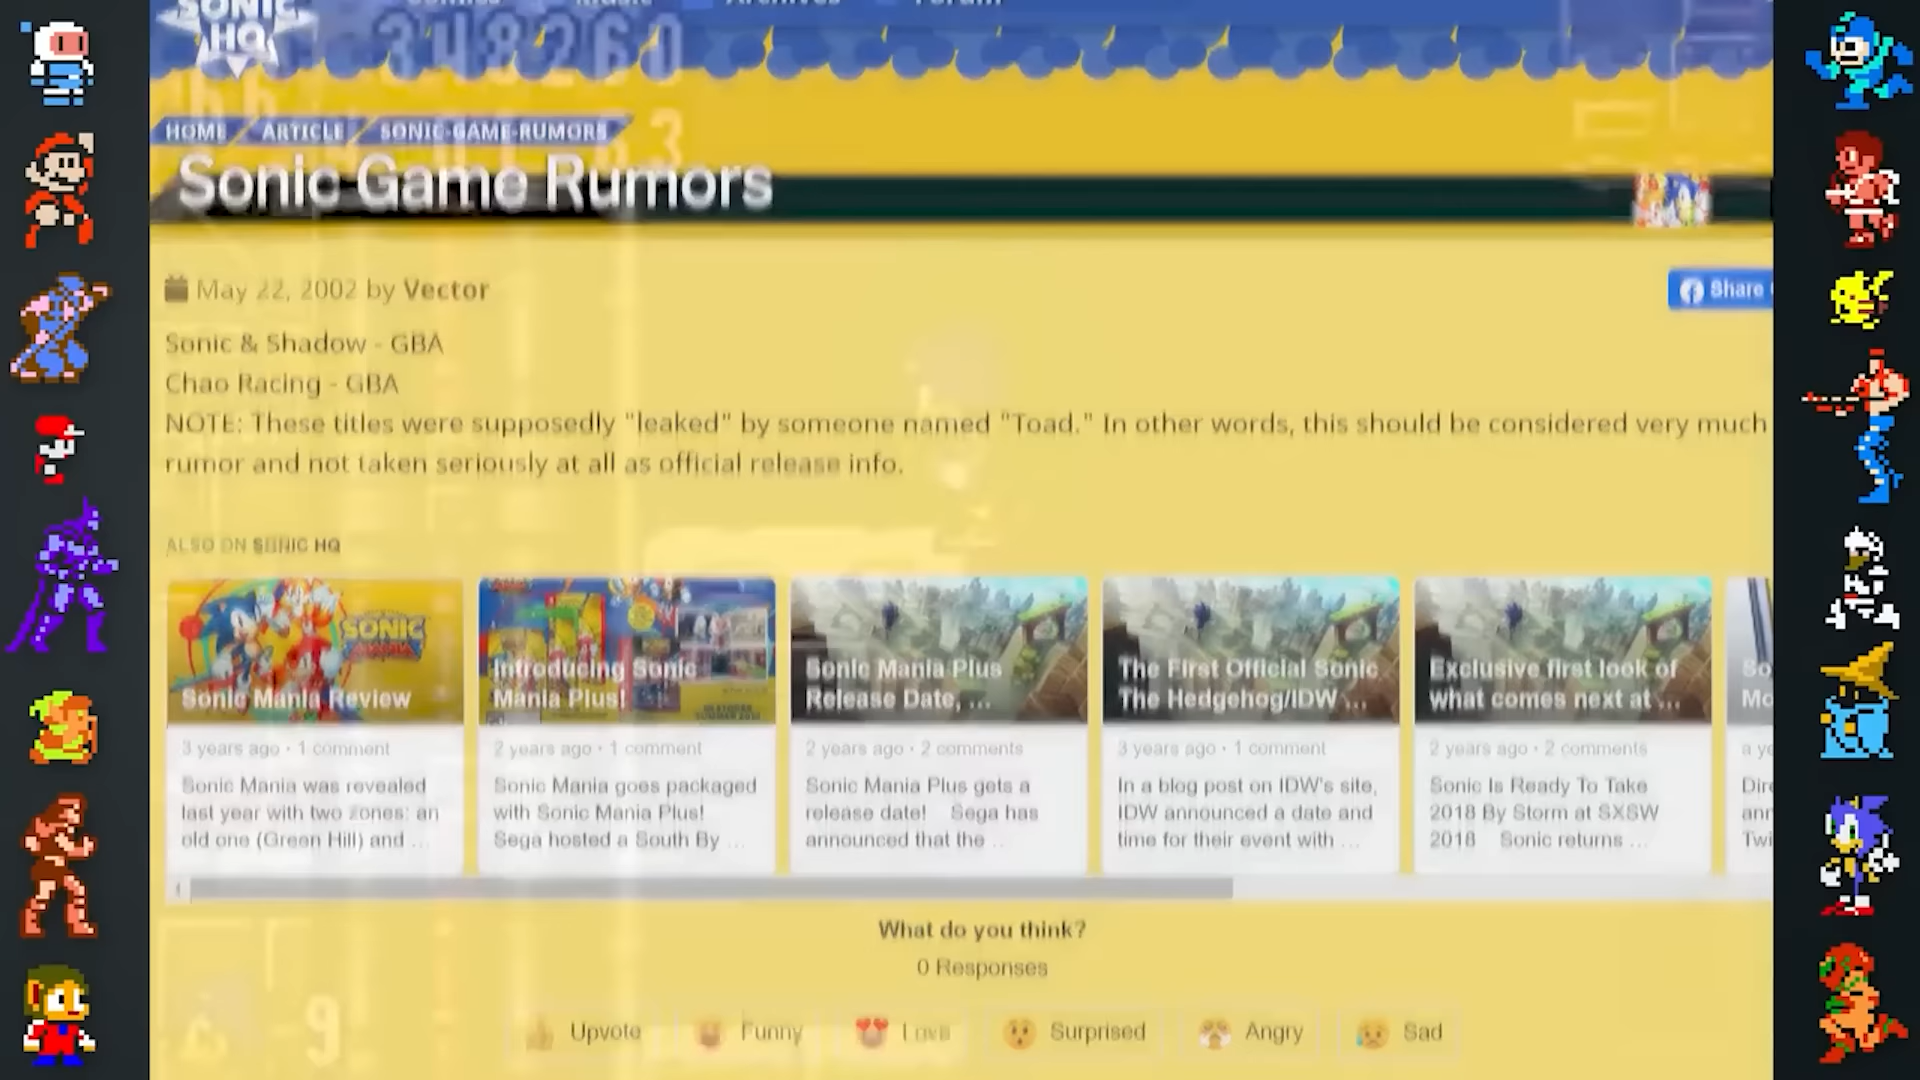 SONIC
HQ
Comics Music Archives Forum
348260
3
HOME ARTICLE SONIC-GAME-RUMORS
Sonic Game Rumors
May 22, 2002 by Vector
Share
Sonic & Shadow - GBA
Chao Racing - GBA
NOTE: These titles were supposedly "leaked" by someone named "Toad." In other words, this should be considered very much
rumor and not taken seriously at all as official release info.
ALSO ON SONIC HQ
SONIC
MANIA
Sonic Mania Review
Introducing Sonic
Mania Plus!
Sonic Mania Plus
Release Date, ...
The First Official Sonic
The Hedgehog/IDW ...
Exclusive first look of
what comes next at ...
3 years ago • 1 comment
2 years ago • 1 comment
2 years ago • 2 comments
3 years ago • 1 comment
2 years ago • 2 comments
Sonic Mania was revealed
last year with two zones: an
old one (Green Hill) and ...
Sonic Mania goes packaged
with Sonic Mania Plus!
Sega hosted a South By ...
Sonic Mania Plus gets a
release date! Sega has
announced that the ...
In a blog post on IDW's site,
IDW announced a date and
time for their event with ...
Sonic Is Ready To Take
2018 By Storm at SXSW
2018 Sonic returns ...
What do you think?
0 Responses
Upvote Funny Love Surprised Angry Sad
9